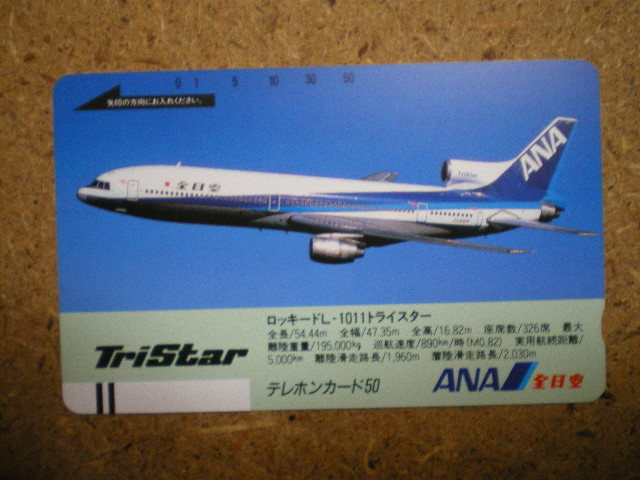 0 1 5 10 30 50
矢印の方向にお入れください。
ANA
TriStar
全日空
ロッキードL-1011トライスター
全長/54.44m 全幅/47.35m 全高/16.82m 座席数/326席 最大
離陸重量/195,000kg 巡航速度/890km/時(M0.82) 実用航続距離/
5,000km 離陸滑走路長/1,960m 着陸滑走路長/2,030m
TriStar
テレホンカード50
ANA 全日空